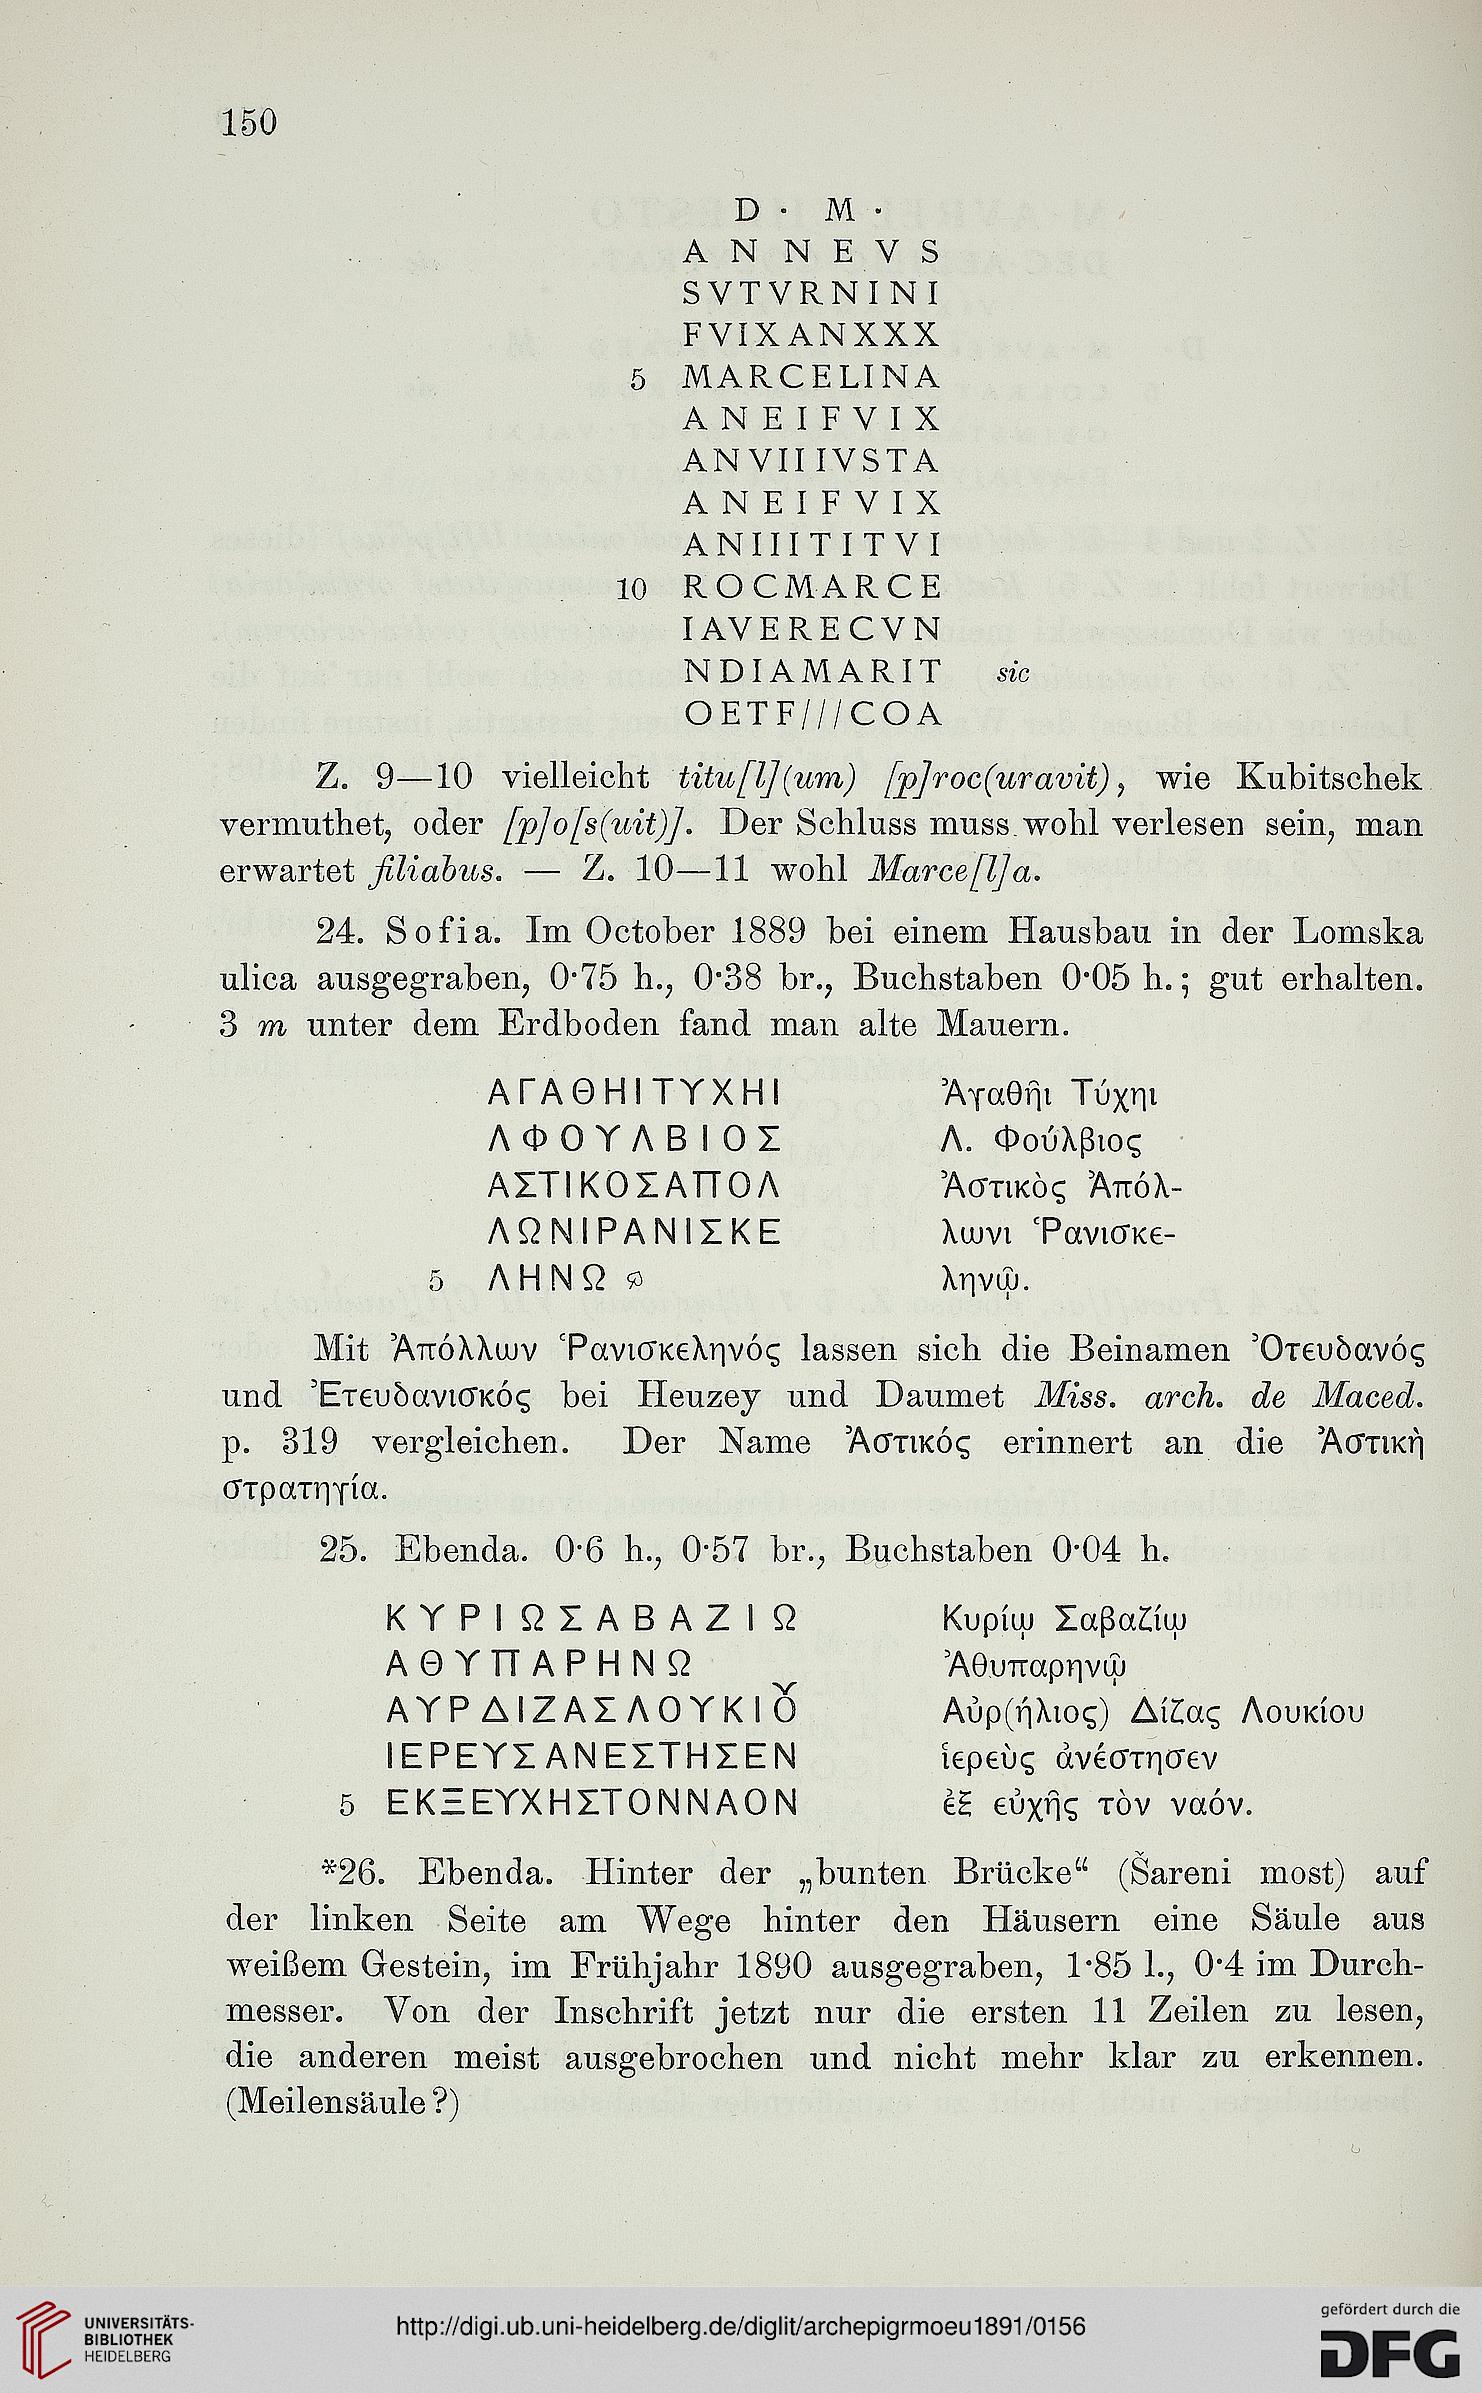 150
D · M ·
A N N E V S
SVTVRNINI
FVIXANXXX
5 MARCELINA
A N E I F V I X
ANVIIIVSTA
A N E I F V I X
ANIIITITVI
10 ROCMARCE
IAVERECVN
NDIAMARIT sic
OETF///COA
Z. 9—10 vielleicht titu[l](um) [p]roc(uravit), wie Kubitschek
vermuthet, oder [p]o[s(uit)]. Der Schluss muss wohl verlesen sein, man
erwartet filiabus. — Z. 10—11 wohl Marce[l]a.
24. Sofia. Im October 1889 bei einem Hausbau in der Lomska
ulica ausgegraben, 0·75 h., 0·38 br., Buchstaben 0·05 h.; gut erhalten.
3 m unter dem Erdboden fand man alte Mauern.
ΑΓΑΘΗΙΤΥΧΗΙ Ἀγαθῆι Τύχηι
ΛΦΟΥΛΒΙΟΣ Λ. Φούλβιος
ΑΣΤΙΚΟΣΑΠΟΛ Ἀστικὸς Ἀπόλ-
ΛΩΝΙΡΑΝΙΣΚΕ λωνι Ῥανισκε-
5 ΛΗΝΩ ληνῷ.
Mit Ἀπόλλων Ῥανισκεληνός lassen sich die Beinamen Ὀτευδανός
und Ἐτευδανισκός bei Heuzey und Daumet Miss. arch. de Maced.
p. 319 vergleichen. Der Name Ἀστικός erinnert an die Ἀστικὴ
στρατηγία.
25. Ebenda. 0·6 h., 0·57 br., Buchstaben 0·04 h.
ΚΥΡΙΩΣΑΒΑΖΙΩ Κυρίῳ Σαβαζίῳ
ΑΘΥΠΑΡΗΝΩ Ἀθυπαρηνῷ
ΑΥΡΔΙΖΑΣΛΟΥΚΙȢ Αὐρ(ήλιος) Δίζας Λουκίου
ΙΕΡΕΥΣΑΝΕΣΤΗΣΕΝ ἱερεὺς ἀνέστησεν
5 ΕΚΞΕΥΧΗΣΤΟΝΝΑΟΝ ἐξ εὐχῆς τὸν ναόν.
*26. Ebenda. Hinter der „bunten Brücke“ (Šareni most) auf
der linken Seite am Wege hinter den Häusern eine Säule aus
weißem Gestein, im Frühjahr 1890 ausgegraben, 1·85 l., 0·4 im Durch-
messer. Von der Inschrift jetzt nur die ersten 11 Zeilen zu lesen,
die anderen meist ausgebrochen und nicht mehr klar zu erkennen.
(Meilensäule?)
UNIVERSITÄTS-
BIBLIOTHEK
HEIDELBERG
http://digi.ub.uni-heidelberg.de/diglit/archepigrmoeu1891/0156
gefördert durch die
DFG